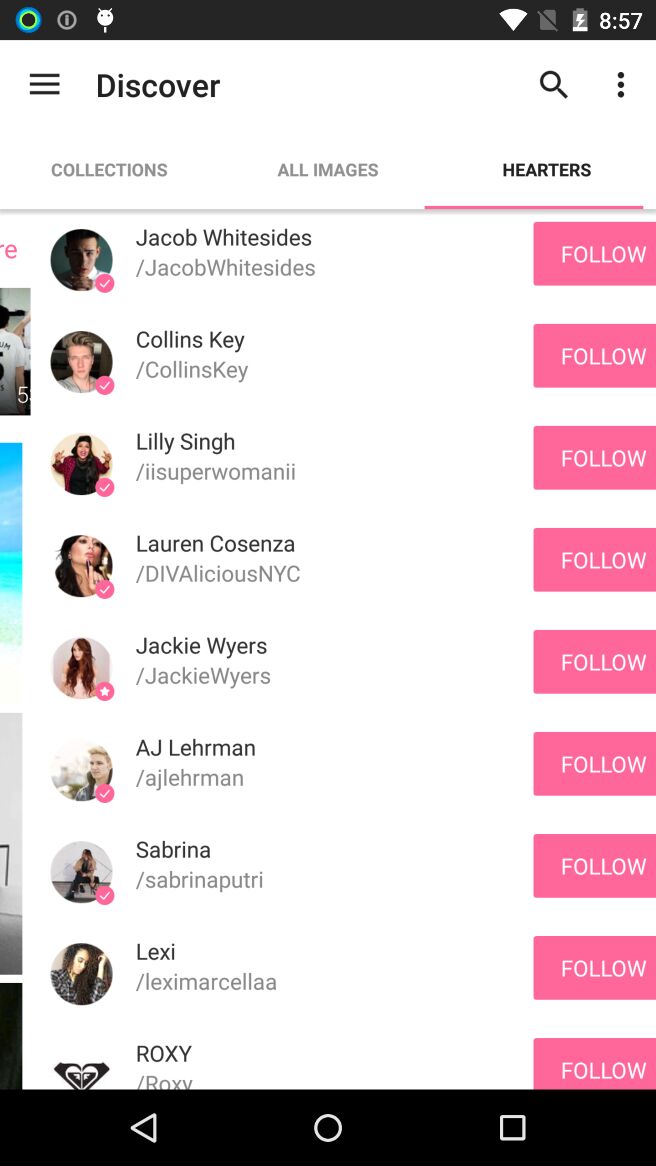 8:57
Discover
COLLECTIONS
ALL IMAGES
HEARTERS
re
Jacob Whitesides
/JacobWhitesides
FOLLOW
Collins Key
/CollinsKey
FOLLOW
Lilly Singh
/iisuperwomanii
FOLLOW
Lauren Cosenza
/DIVAliciousNYC
FOLLOW
Jackie Wyers
/JackieWyers
FOLLOW
AJ Lehrman
/ajlehrman
FOLLOW
Sabrina
/sabrinaputri
FOLLOW
Lexi
/leximarcellaa
FOLLOW
ROXY
/Roxy
FOLLOW